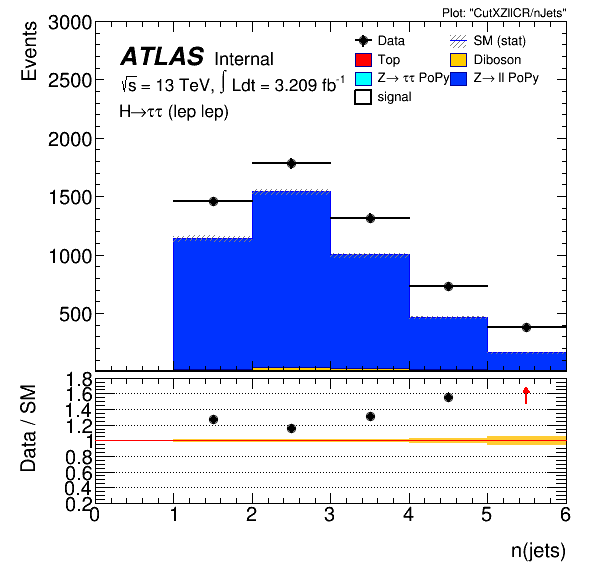 Plot: "CutXZllCR/nJets"
Events
3000
2500
2000
1500
1000
500
ATLAS Internal
√s = 13 TeV, ∫ Ldt = 3.209 fb⁻¹
H→ττ (lep lep)
Data
SM (stat)
Top
Diboson
Z→ ττ PoPy
Z→ ll PoPy
signal
Data / SM
1.8
1.6
1.4
1.2
1
0.8
0.6
0.4
0.2
0 1 2 3 4 5 6
n(jets)